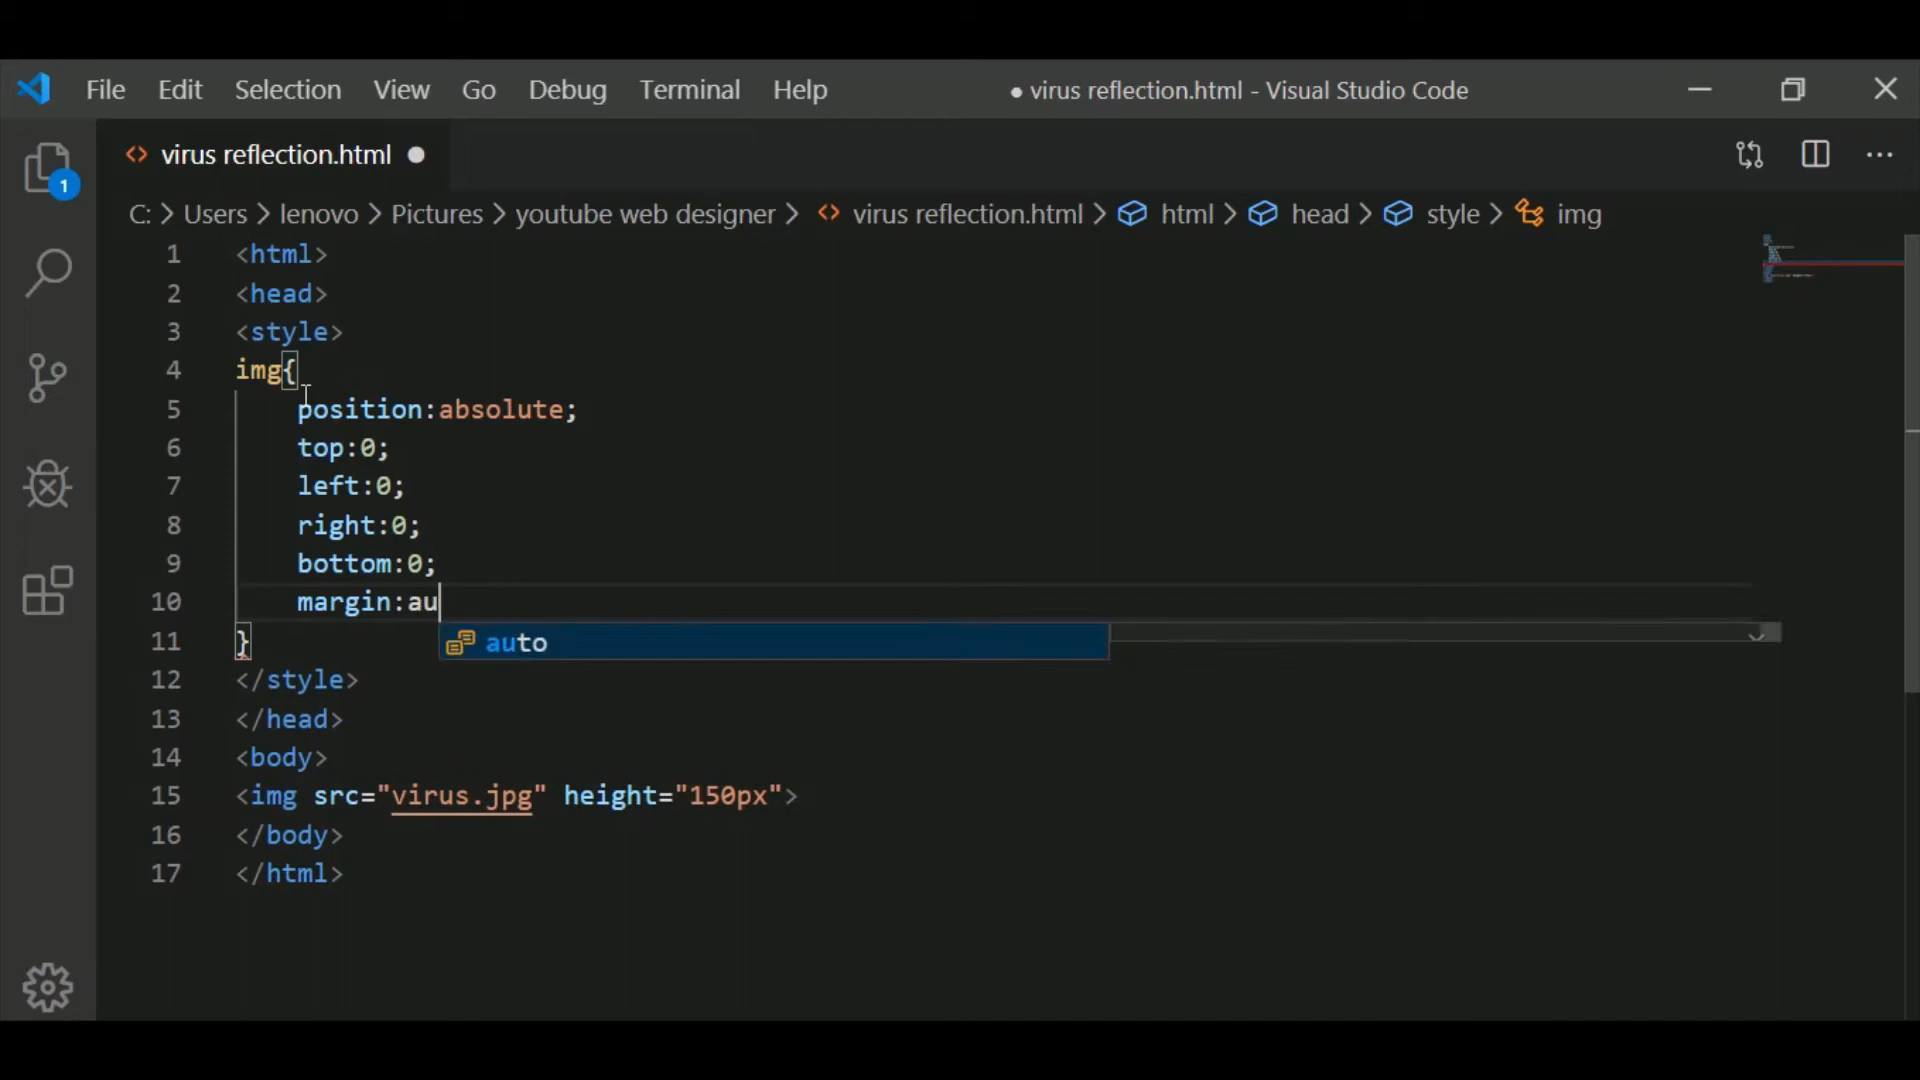 File Edit Selection View Go Debug Terminal Help ● virus reflection.html - Visual Studio Code
virus reflection.html
1
C: > Users > lenovo > Pictures > youtube web designer > virus reflection.html > html > head > style > img
1 <html>
2 <head>
3 <style>
4 img{
5 position:absolute;
6 top:0;
7 left:0;
8 right:0;
9 bottom:0;
10 margin:au
auto
11 }
12 </style>
13 </head>
14 <body>
15 <img src="virus.jpg" height="150px">
16 </body>
17 </html>